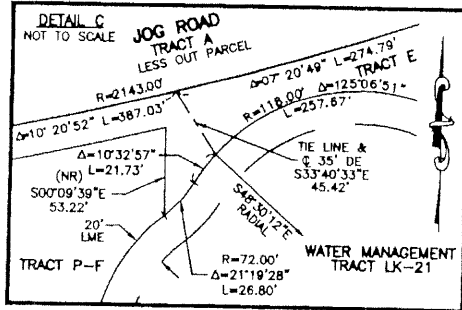 DETAIL C
NOT TO SCALE
JOG ROAD
TRACT A
LESS OUT PARCEL
R=2143.00'
Δ=07° 20'49" L=274.79'
TRACT E
Δ=10° 20'52" L=387.03'
R=118.00' Δ=125°06'51"
L=257.67'
Δ=10°32'57"
L=21.73'
(NR)
S00°09'39"E
53.22'
20'
LME
TIE LINE &
℄ 35' DE
S33°40'33"E
45.42'
S48°30'12"E
RADIAL
TRACT P-F
R=72.00'
Δ=21°19'28"
L=26.80'
WATER MANAGEMENT
TRACT LK-21